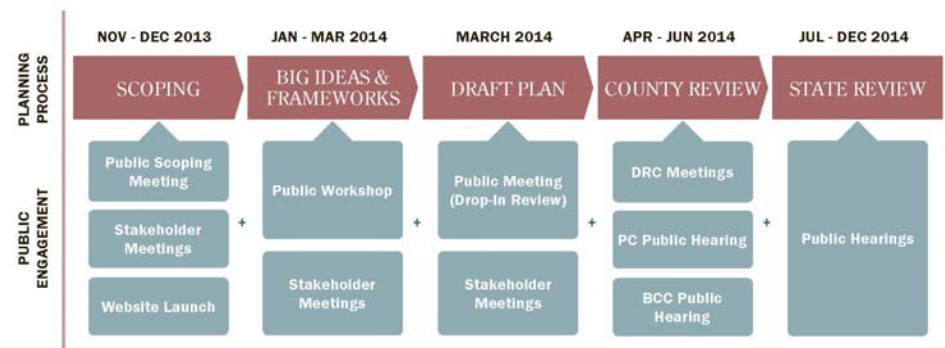 NOV - DEC 2013
JAN - MAR 2014
MARCH 2014
APR - JUN 2014
JUL - DEC 2014
PLANNING
PROCESS
SCOPING
BIG IDEAS &
FRAMEWORKS
DRAFT PLAN
COUNTY REVIEW
STATE REVIEW
PUBLIC
ENGAGEMENT
Public Scoping
Meeting
Stakeholder
Meetings
Website Launch
+
Public Workshop
Stakeholder
Meetings
+
Public Meeting
(Drop-In Review)
Stakeholder
Meetings
+
DRC Meetings
PC Public Hearing
BCC Public
Hearing
+
Public Hearings